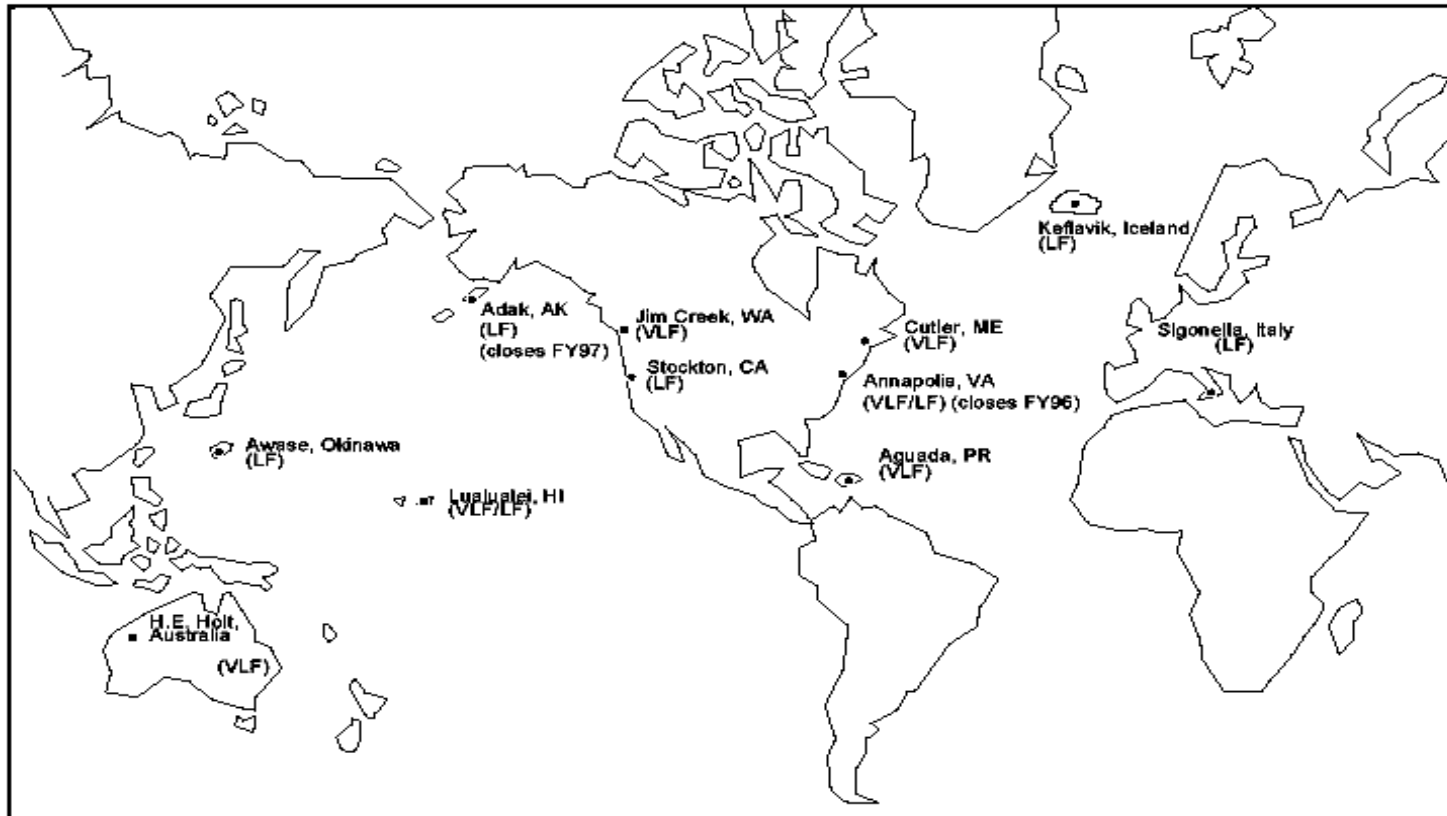 Keflavik, Iceland
(LF)
Adak, AK
(LF)
(closes FY97)
Jim Creek, WA
(VLF)
Cutler, ME
(VLF)
Sigonella, Italy
(LF)
Stockton, CA
(LF)
Annapolis, VA
(VLF/LF) (closes FY96)
Awase, Okinawa
(LF)
Aguada, PR
(VLF)
Lualualei, HI
(VLF/LF)
H.E. Holt,
Australia
(VLF)